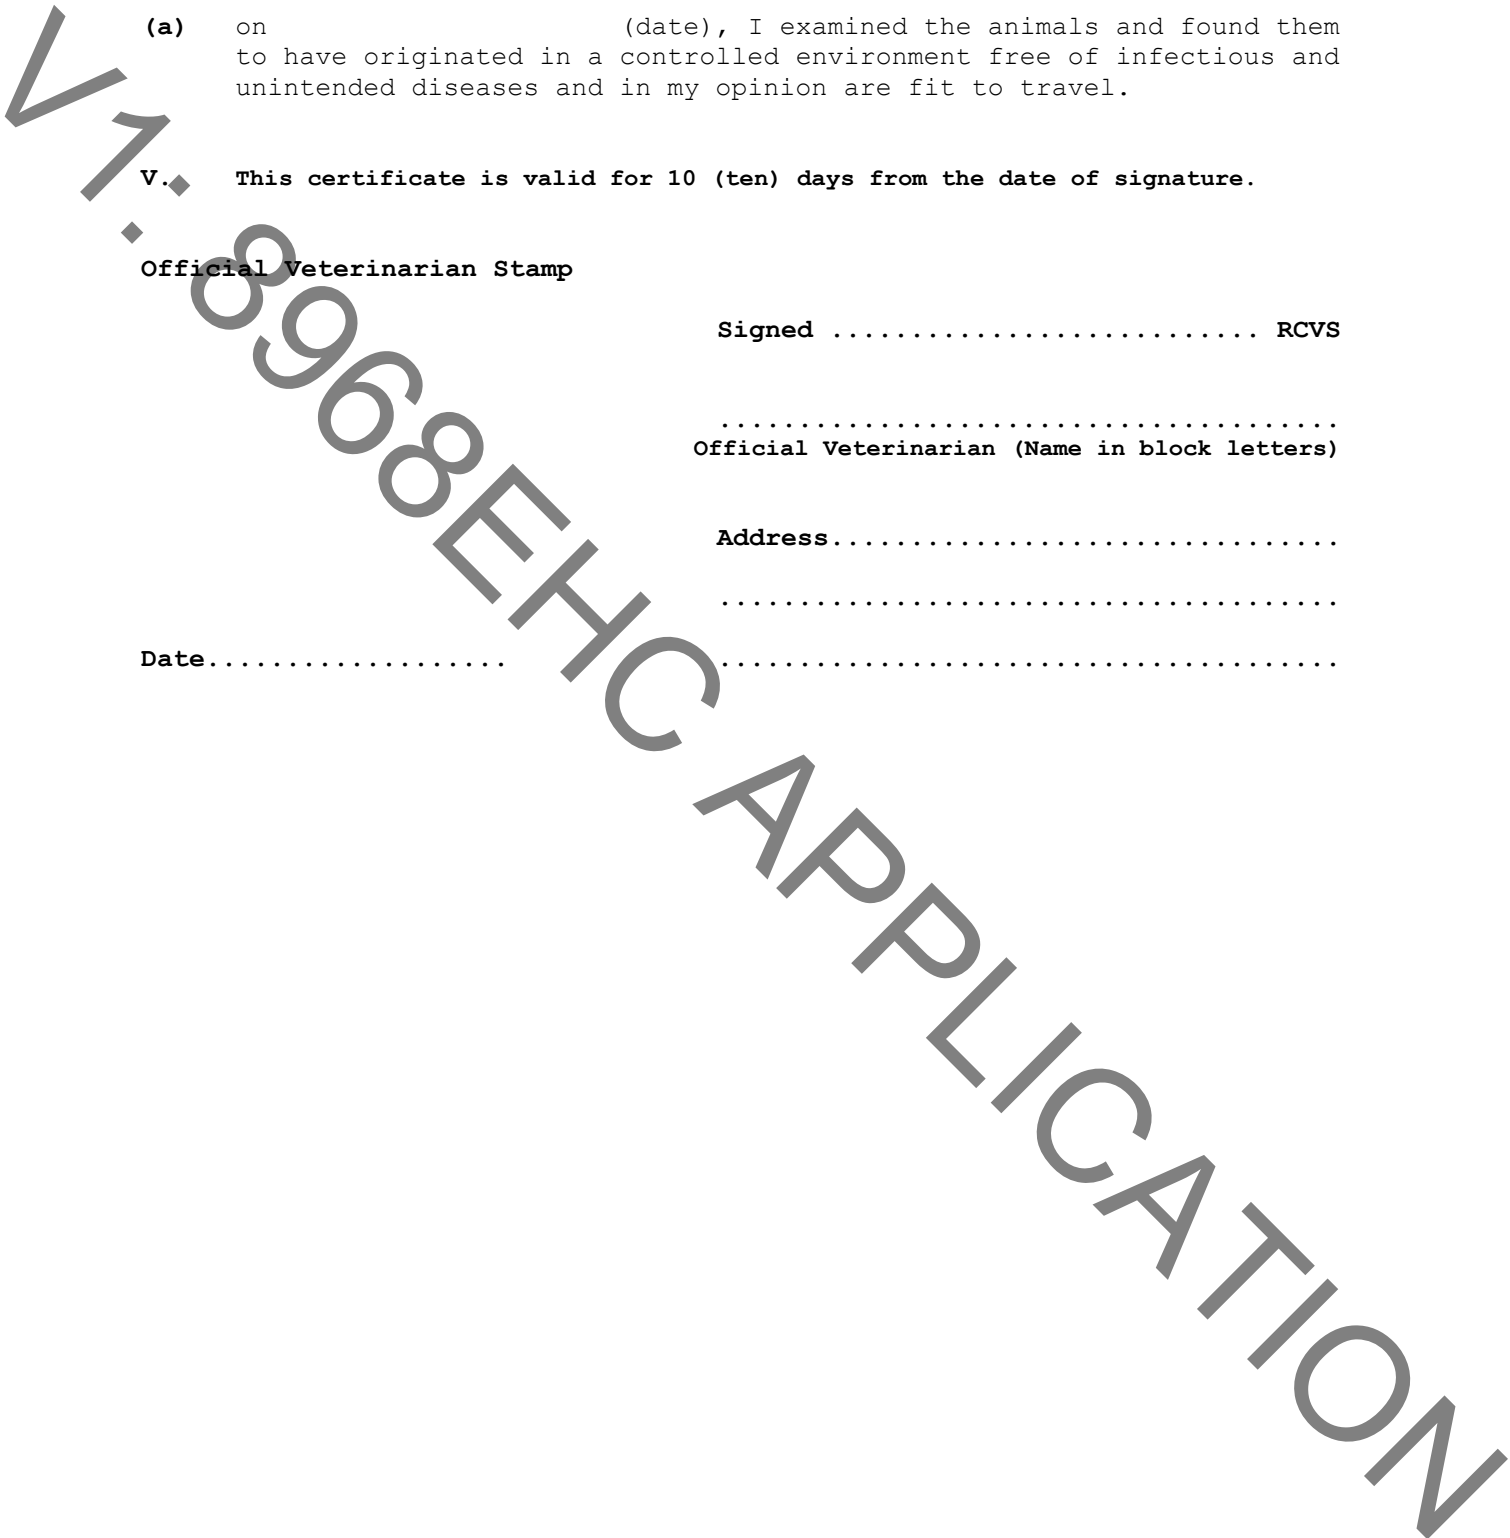 (a) on (date), I examined the animals and found them
to have originated in a controlled environment free of infectious and
unintended diseases and in my opinion are fit to travel.
V. This certificate is valid for 10 (ten) days from the date of signature.
Official Veterinarian Stamp
Signed ........................... RCVS
.......................................
Official Veterinarian (Name in block letters)
Address................................
.......................................
Date................... .......................................
V1: 8968EHC APPLICATION